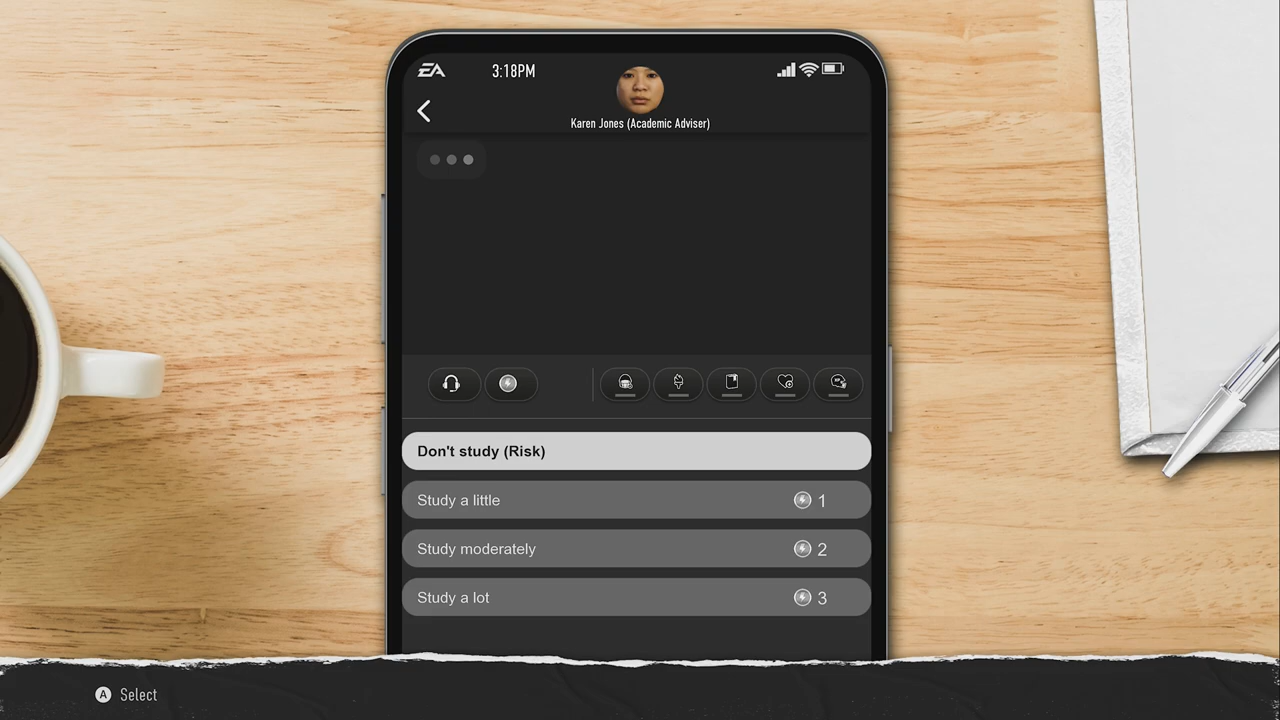 EA
3:18PM
Karen Jones (Academic Adviser)
Don't study (Risk)
Study a little 1
Study moderately 2
Study a lot 3
A Select